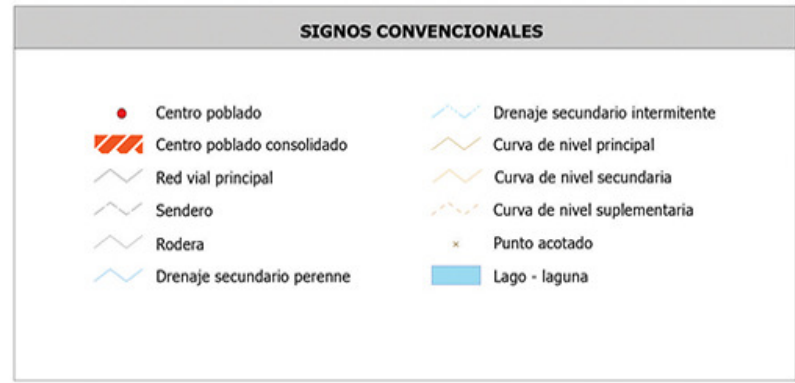 SIGNOS CONVENCIONALES
Centro poblado
Centro poblado consolidado
Red vial principal
Sendero
Rodera
Drenaje secundario perenne
Drenaje secundario intermitente
Curva de nivel principal
Curva de nivel secundaria
Curva de nivel suplementaria
Punto acotado
Lago - laguna